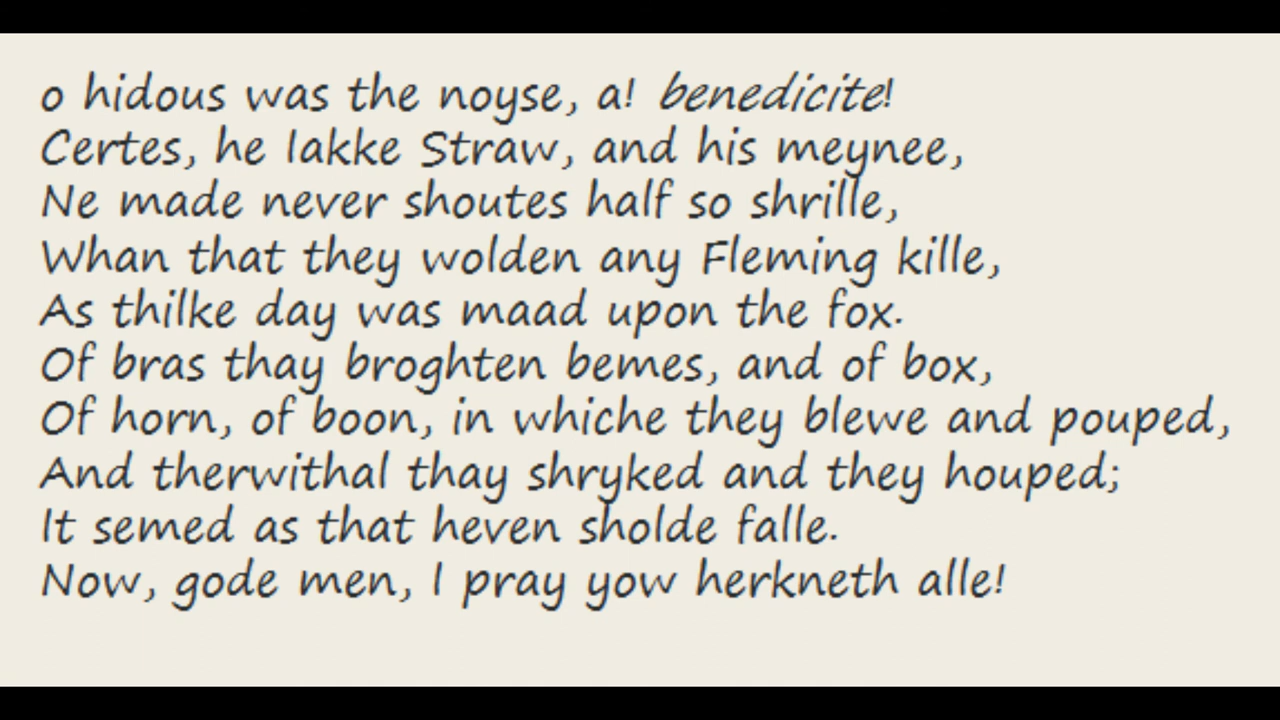 o hidous was the noyse, a! benedicite!
Certes, he lakke Straw, and his meynee,
Ne made never shoutes half so shrille,
Whan that they wolden any Fleming kille,
As thilke day was maad upon the fox.
Of bras thay broghten bemes, and of box,
Of horn, of boon, in whiche they blewe and pouped,
And therwithal thay shryked and they houped;
It semed as that heven sholde falle.
Now, gode men, I pray yow herkneth alle!